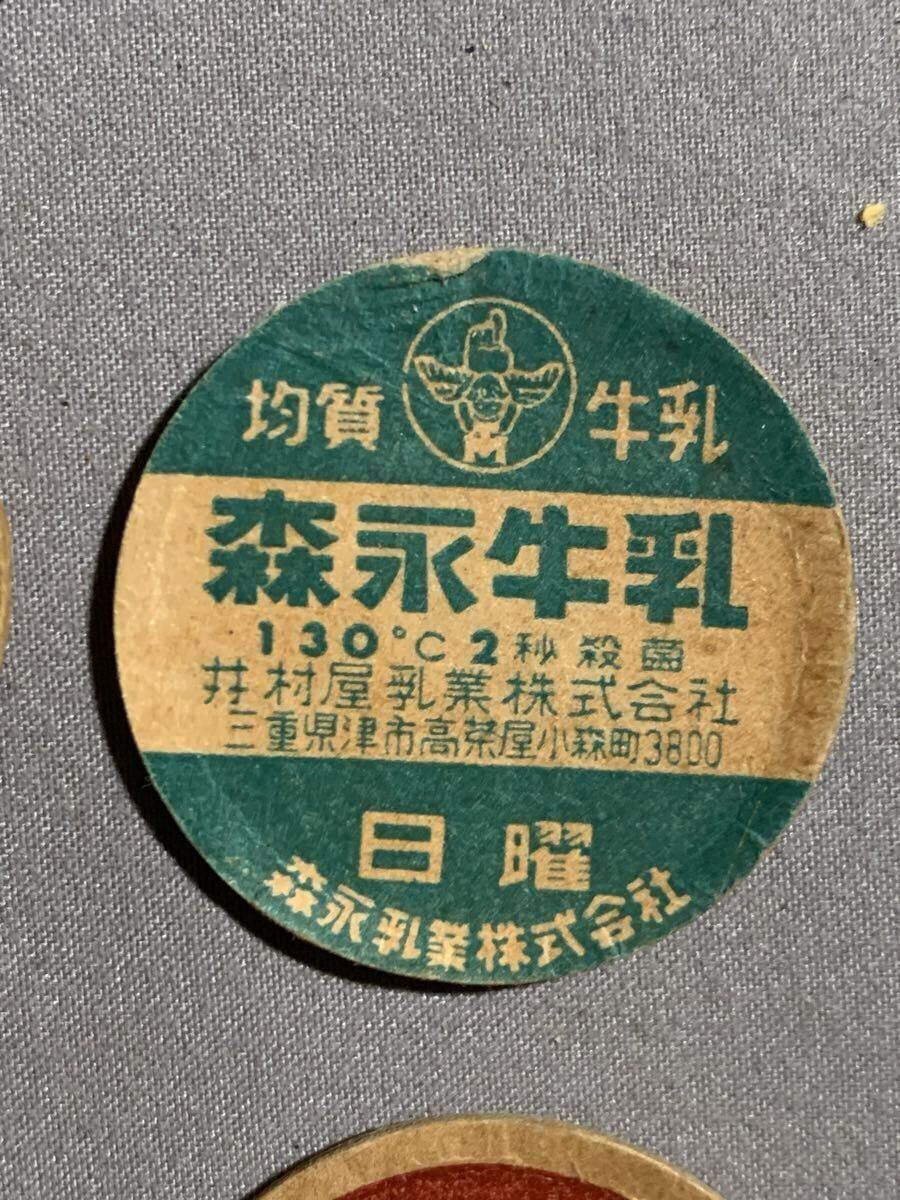 均質 牛乳
森永牛乳
130°C 2秒殺菌
井村屋乳業株式会社
三重県津市高茶屋小森町3800
日曜
森永乳業株式会社